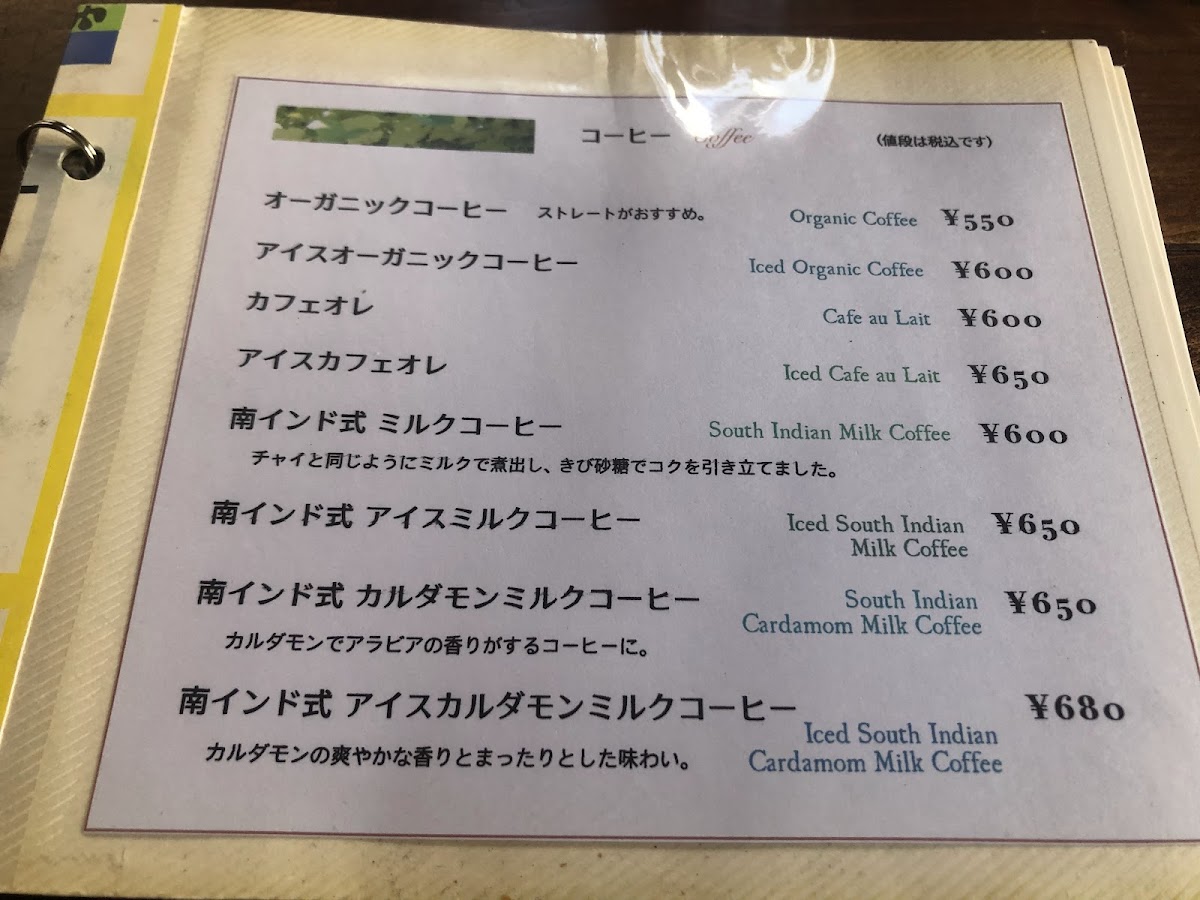 や
コーヒー Coffee (値段は税込です)
オーガニックコーヒー ストレートがおすすめ。 Organic Coffee ¥550
アイスオーガニックコーヒー Iced Organic Coffee ¥600
カフェオレ Cafe au Lait ¥600
アイスカフェオレ Iced Cafe au Lait ¥650
南インド式 ミルクコーヒー South Indian Milk Coffee ¥600
チャイと同じようにミルクで煮出し、きび砂糖でコクを引き立てました。
南インド式 アイスミルクコーヒー Iced South Indian ¥650
Milk Coffee
南インド式 カルダモンミルクコーヒー South Indian ¥650
Cardamom Milk Coffee
カルダモンでアラビアの香りがするコーヒーに。
南インド式 アイスカルダモンミルクコーヒー ¥680
Iced South Indian
カルダモンの爽やかな香りとまったりとした味わい。 Cardamom Milk Coffee